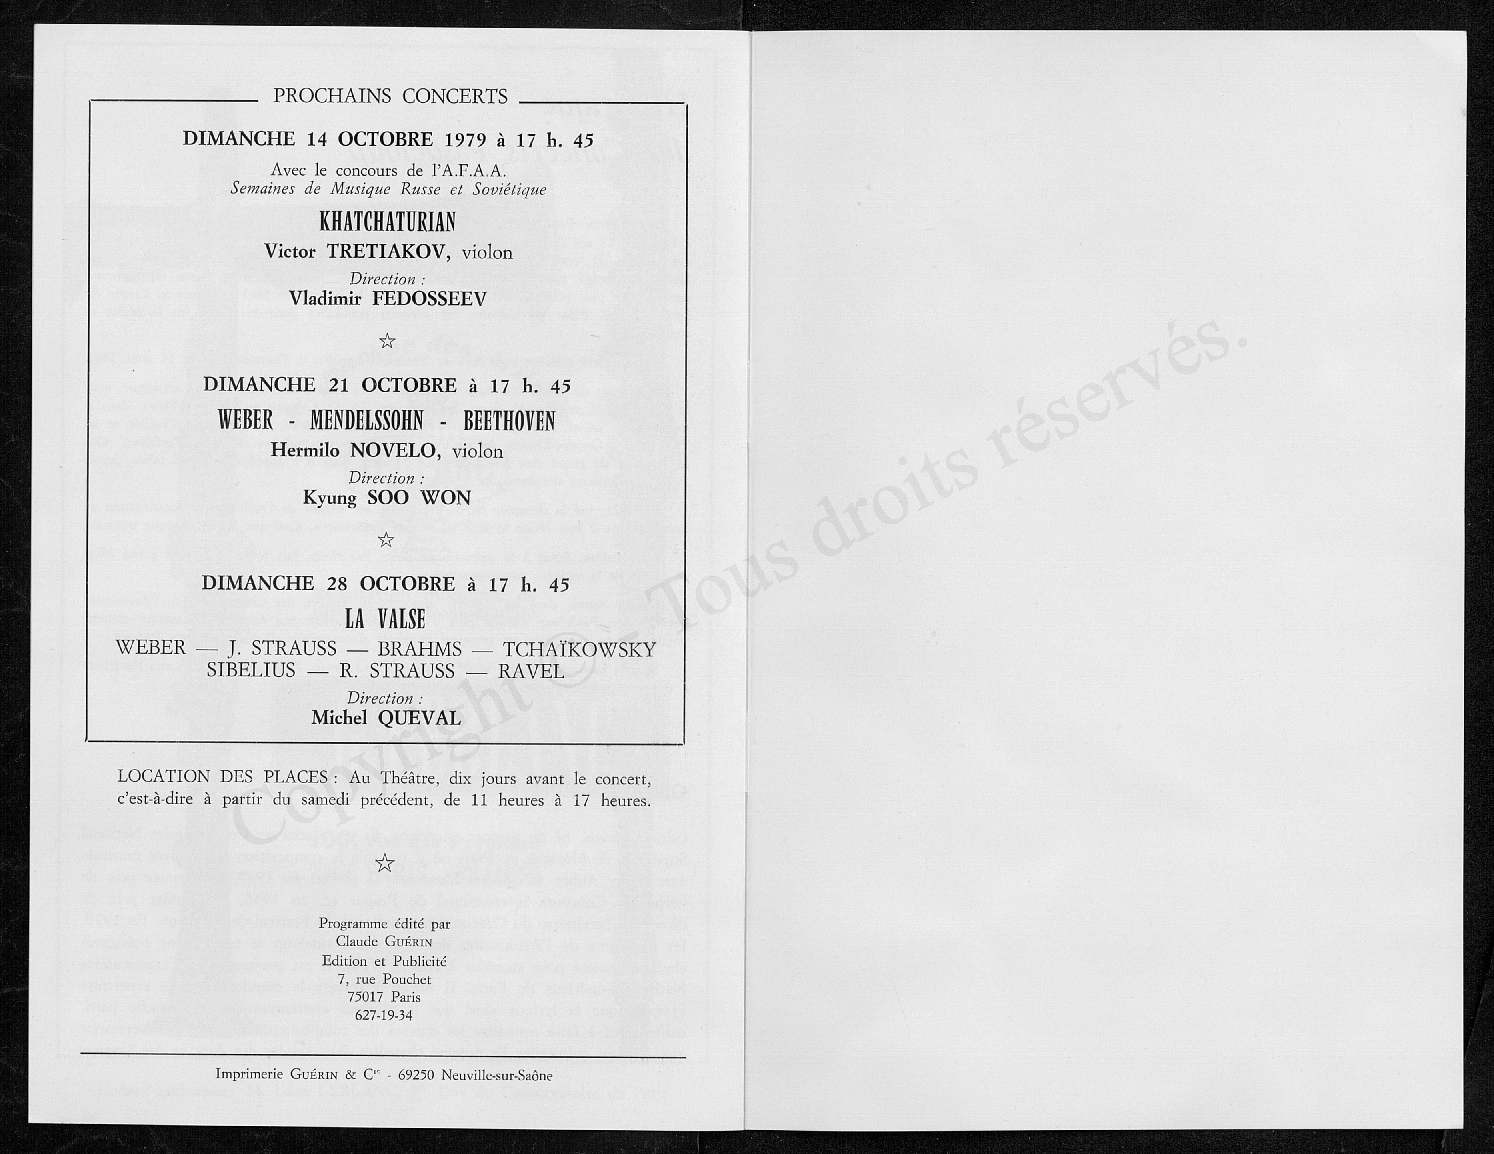 PROCHAINS CONCERTS
DIMANCHE 14 OCTOBRE 1979 à 17 h. 45
Avec le concours de l'A.F.A.A.
Semaines de Musique Russe et Soviétique
KHATCHATURIAN
Victor TRETIAKOV, violon
Direction :
Vladimir FEDOSSEEV
☆
DIMANCHE 21 OCTOBRE à 17 h. 45
WEBER - MENDELSSOHN - BEETHOVEN
Hermilo NOVELO, violon
Direction :
Kyung SOO WON
☆
DIMANCHE 28 OCTOBRE à 17 h. 45
LA VALSE
WEBER — J. STRAUSS — BRAHMS — TCHAÏKOWSKY
SIBELIUS — R. STRAUSS — RAVEL
Direction :
Michel QUEVAL
LOCATION DES PLACES : Au Théâtre, dix jours avant le concert,
c'est-à-dire à partir du samedi précédent, de 11 heures à 17 heures.
☆
Programme édité par
Claude GUÉRIN
Edition et Publicité
7, rue Pouchet
75017 Paris
627-19-34
Imprimerie GUÉRIN & Cie - 69250 Neuville-sur-Saône
Copyright © - Tous droits réservés.